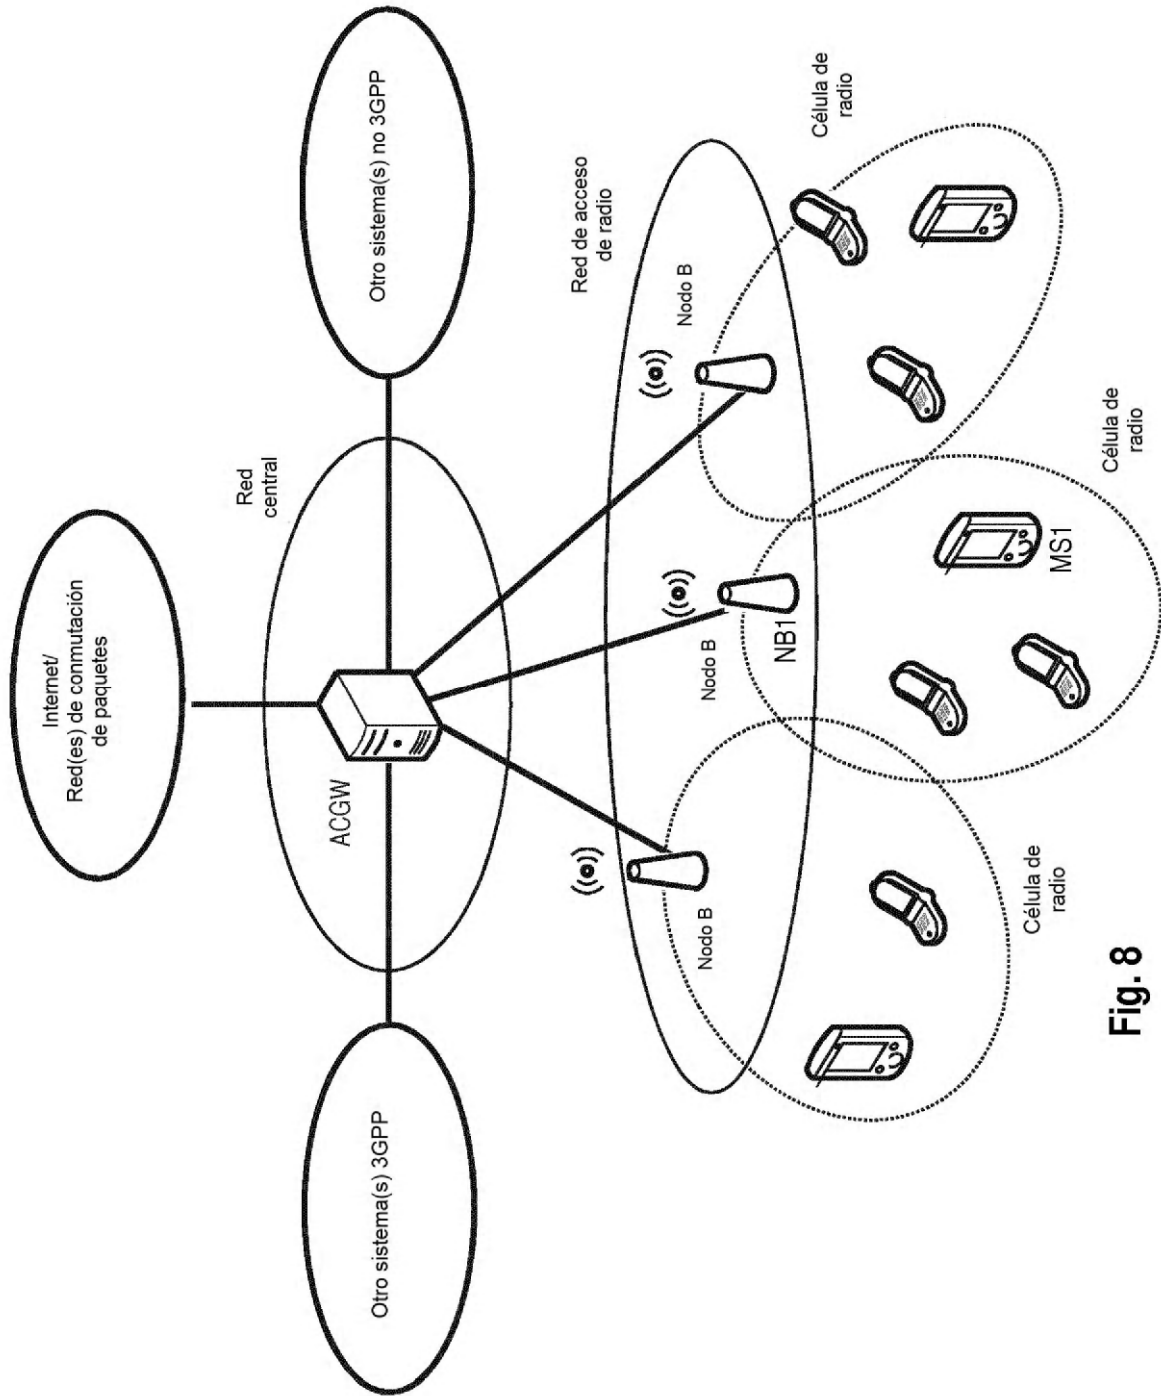 Internet/
Red(es) de conmutación
de paquetes
Otro sistema(s) 3GPP
ACGW
Red
central
Otro sistema(s) no 3GPP
Red de acceso
de radio
Nodo B
Nodo B
NB1
Nodo B
Célula de
radio
MS1
Célula de
radio
Célula de
radio
Fig. 8